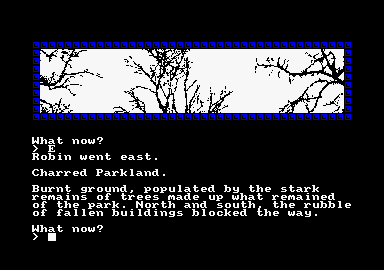 What now?
> E
Robin went east.
Charred Parkland.
Burnt ground, populated by the stark
remains of trees made up what remained
of the park. North and south, the rubble
of fallen buildings blocked the way.
What now?
>